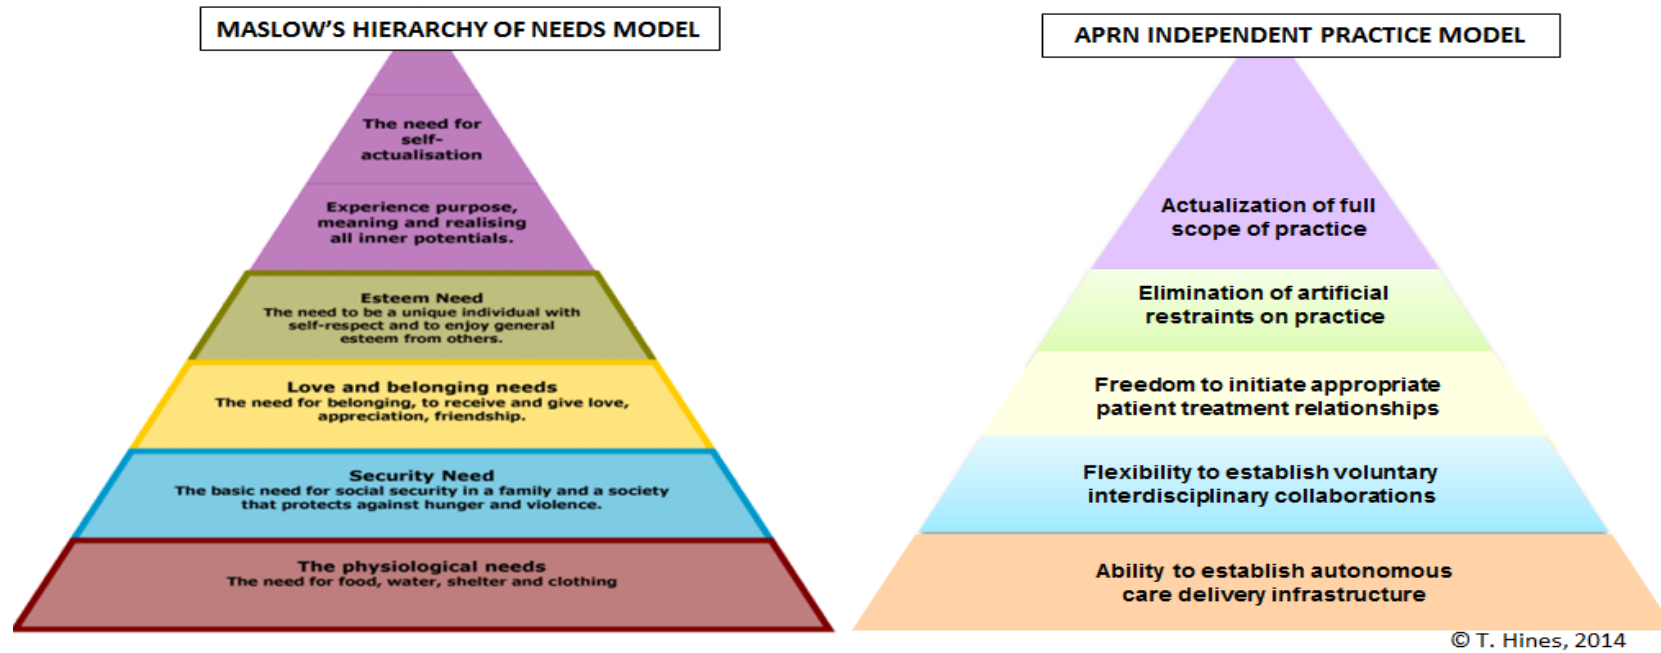 MASLOW'S HIERARCHY OF NEEDS MODEL
The need for
self-
actualisation
Experience purpose,
meaning and realising
all inner potentials.
Esteem Need
The need to be a unique individual with
self-respect and to enjoy general
esteem from others.
Love and belonging needs
The need for belonging, to receive and give love,
appreciation, friendship.
Security Need
The basic need for social security in a family and a society
that protects against hunger and violence.
The physiological needs
The need for food, water, shelter and clothing
APRN INDEPENDENT PRACTICE MODEL
Actualization of full
scope of practice
Elimination of artificial
restraints on practice
Freedom to initiate appropriate
patient treatment relationships
Flexibility to establish voluntary
interdisciplinary collaborations
Ability to establish autonomous
care delivery infrastructure
© T. Hines, 2014